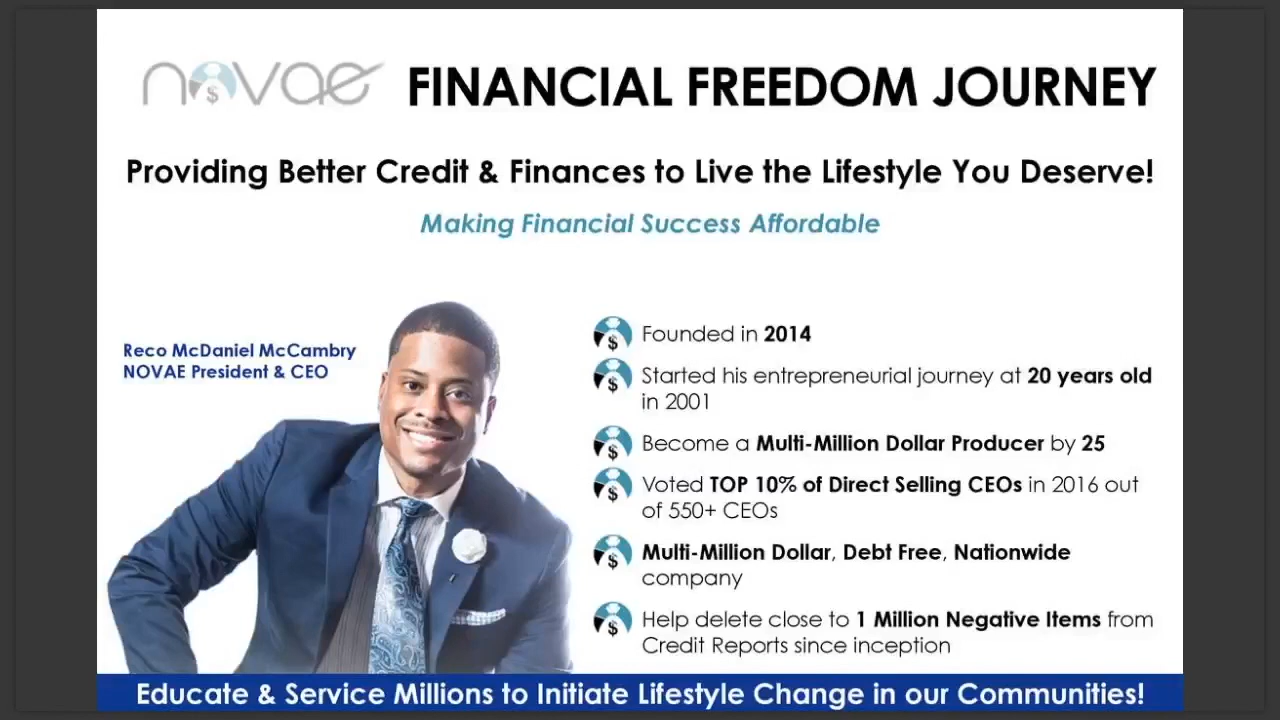 novae FINANCIAL FREEDOM JOURNEY
Providing Better Credit & Finances to Live the Lifestyle You Deserve!
Making Financial Success Affordable
Reco McDaniel McCambry
NOVAE President & CEO
$ Founded in 2014
$ Started his entrepreneurial journey at 20 years old
in 2001
$ Become a Multi-Million Dollar Producer by 25
$ Voted TOP 10% of Direct Selling CEOs in 2016 out
of 550+ CEOs
$ Multi-Million Dollar, Debt Free, Nationwide
company
$ Help delete close to 1 Million Negative Items from
Credit Reports since inception
Educate & Service Millions to Initiate Lifestyle Change in our Communities!